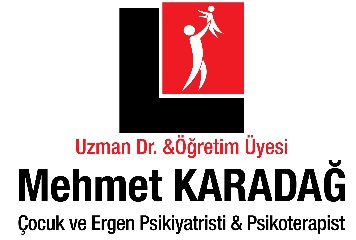 Uzman Dr. &Öğretim Üyesi
Mehmet KARADAĞ
Çocuk ve Ergen Psikiyatristi & Psikoterapist